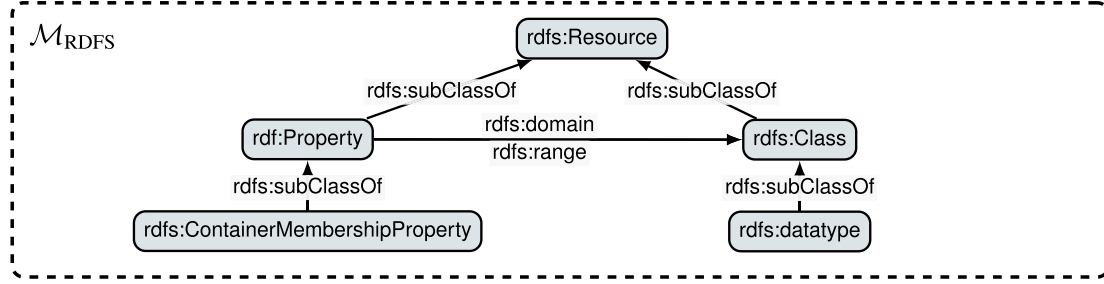 rdfs:Resource
ℳRDFS
rdfs:subClassOf
rdfs:subClassOf
rdfs:domain
rdf:Property
rdfs:Class
rdfs:range
rdfs:subClassOf
rdfs:subClassOf
rdfs:ContainerMembershipProperty
rdfs:datatype